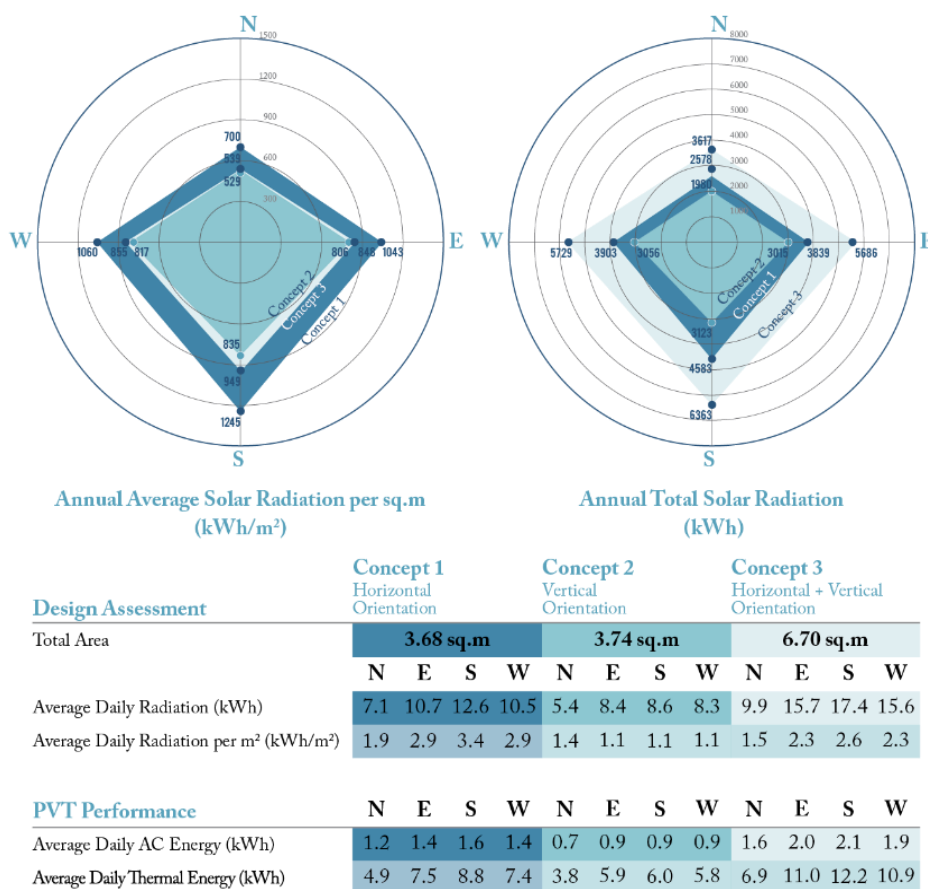 N
1500
1200
900
600
300
700
539
529
W
1060
855
817
806
848
1043
E
Concept 2
Concept 3
Concept 1
835
949
1245
S
Annual Average Solar Radiation per sq.m
(kWh/m²)
N
8000
7000
6000
5000
4000
3000
2000
1000
3617
2578
1980
W
5729
3903
3056
3015
3839
5686
E
Concept-2
Concept 1
Concept-3
3123
4583
6363
S
Annual Total Solar Radiation
(kWh)
Concept 1 Concept 2 Concept 3
Horizontal Vertical Horizontal + Vertical
Design Assessment Orientation Orientation Orientation
Total Area 3.68 sq.m 3.74 sq.m 6.70 sq.m
N E S W N E S W N E S W
Average Daily Radiation (kWh) 7.1 10.7 12.6 10.5 5.4 8.4 8.6 8.3 9.9 15.7 17.4 15.6
Average Daily Radiation per m² (kWh/m²) 1.9 2.9 3.4 2.9 1.4 1.1 1.1 1.1 1.5 2.3 2.6 2.3
PVT Performance N E S W N E S W N E S W
Average Daily AC Energy (kWh) 1.2 1.4 1.6 1.4 0.7 0.9 0.9 0.9 1.6 2.0 2.1 1.9
Average Daily Thermal Energy (kWh) 4.9 7.5 8.8 7.4 3.8 5.9 6.0 5.8 6.9 11.0 12.2 10.9